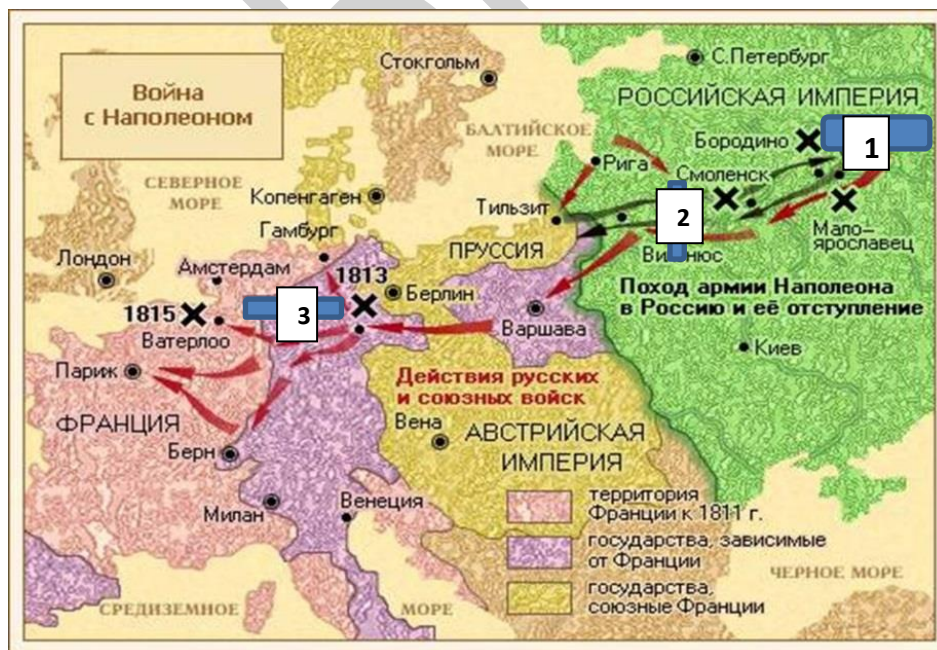 Война
с Наполеоном
Стокгольм
С.Петербург
РОССИЙСКАЯ ИМПЕРИЯ
БАЛТИЙСКОЕ
МОРЕ
Бородино
1
Рига
Смоленск
СЕВЕРНОЕ
МОРЕ
Копенгаген
Тильзит
2
Мало-
ярославец
Гамбург
ПРУССИЯ
Лондон
Амстердам
1813
Берлин
Поход армии Наполеона
в Россию и её отступление
1815
3
Варшава
Ватерлоо
Киев
Париж
Действия русских
и союзных войск
ФРАНЦИЯ
Вена
АВСТРИЙСКАЯ
ИМПЕРИЯ
Берн
Милан
Венеция
территория
Франции к 1811 г.
государства, зависимые
от Франции
ЧЕРНОЕ МОРЕ
государства,
союзные Франции
СРЕДИЗЕМНОЕ
МОРЕ